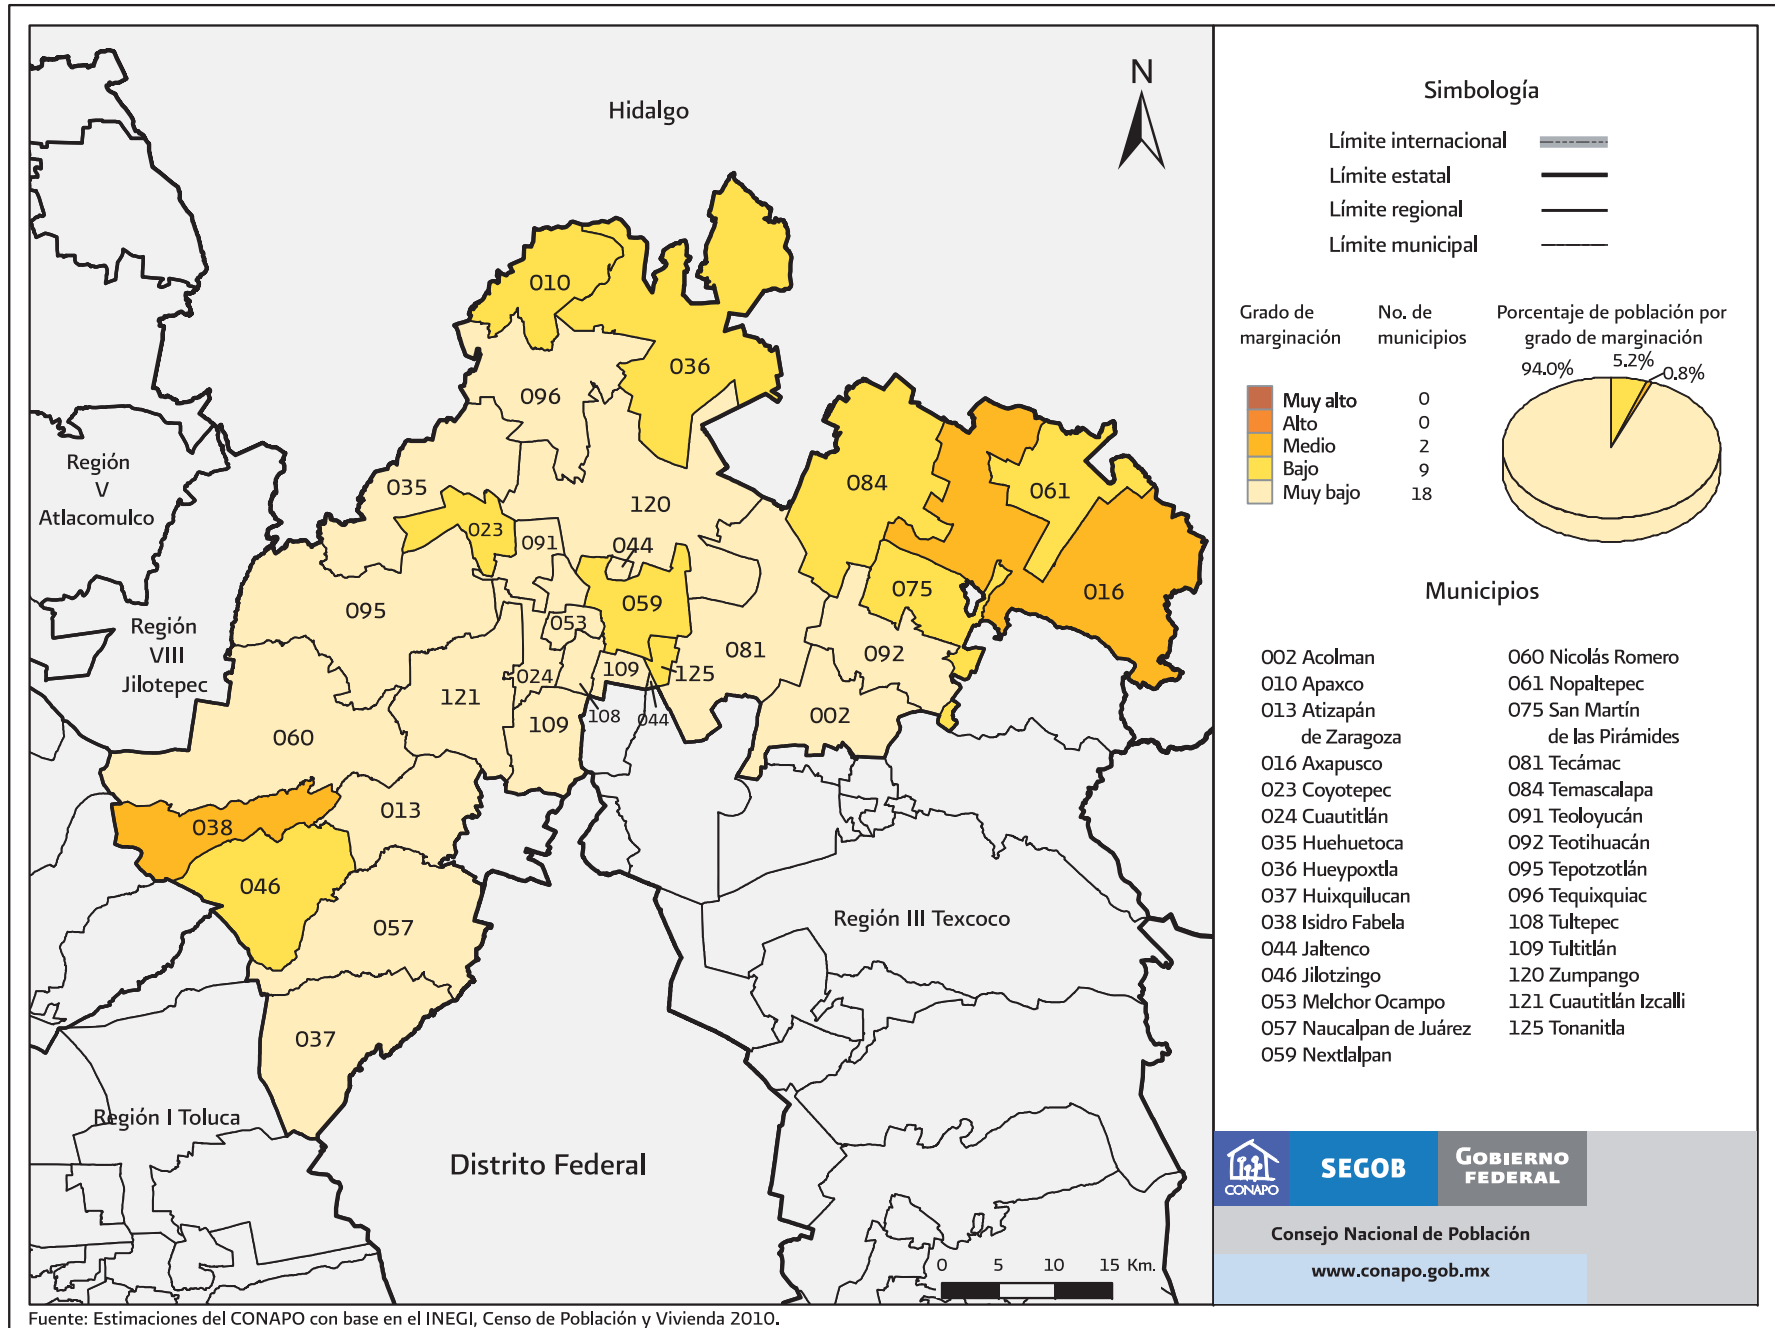 Hidalgo
N
010
036
096
Región
V
Atlacomulco
035
084
061
120
023
091
044
016
075
059
095
053
Región
VIII
Jilotepec
092
081
109
125
024
121
108
044
002
109
060
013
038
046
057
Región III Texcoco
037
Región I Toluca
Distrito Federal
0 5 10 15 Km.
Simbología
Límite internacional
Límite estatal
Límite regional
Límite municipal
Grado de
marginación
No. de
municipios
Porcentaje de población por
grado de marginación
94.0%
5.2%
0.8%
Muy alto 0
Alto 0
Medio 2
Bajo 9
Muy bajo 18
Municipios
002 Acolman
010 Apaxco
013 Atizapán
de Zaragoza
016 Axapusco
023 Coyotepec
024 Cuautitlán
035 Huehuetoca
036 Hueypoxtla
037 Huixquilucan
038 Isidro Fabela
044 Jaltenco
046 Jilotzingo
053 Melchor Ocampo
057 Naucalpan de Juárez
059 Nextlalpan
060 Nicolás Romero
061 Nopaltepec
075 San Martín
de las Pirámides
081 Tecámac
084 Temascalapa
091 Teoloyucán
092 Teotihuacán
095 Tepotzotlán
096 Tequixquiac
108 Tultepec
109 Tultitlán
120 Zumpango
121 Cuautitlán Izcalli
125 Tonanitla
CONAPO
SEGOB
GOBIERNO
FEDERAL
Consejo Nacional de Población
www.conapo.gob.mx
Fuente: Estimaciones del CONAPO con base en el INEGI, Censo de Población y Vivienda 2010.